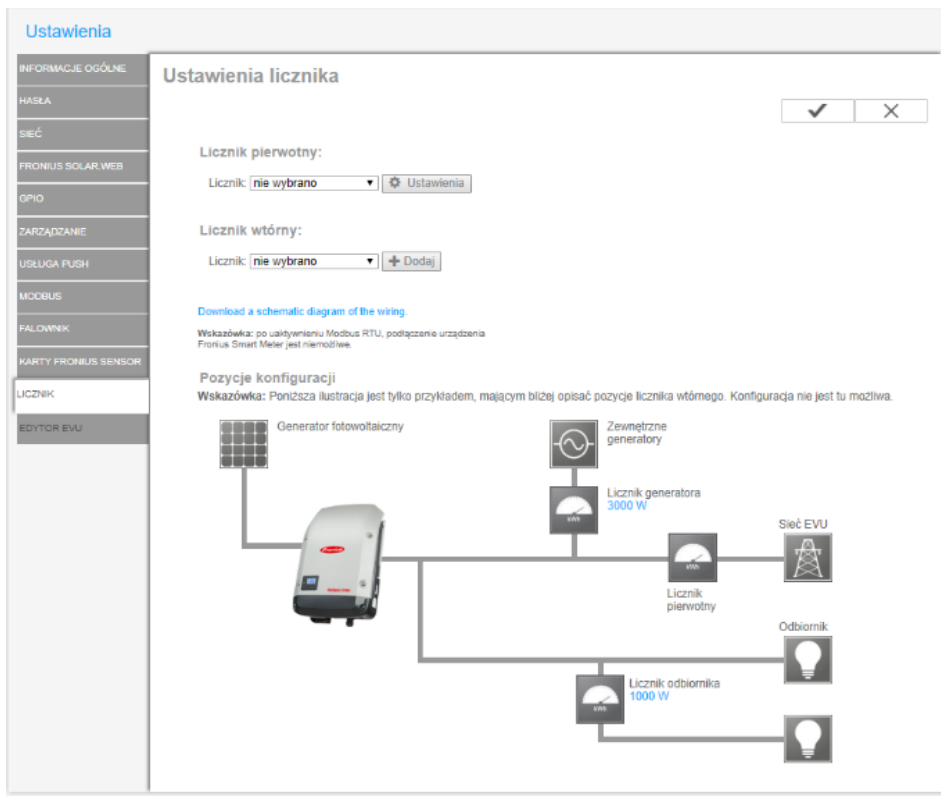 Ustawienia
INFORMACJE OGÓLNE
HASŁA
SIEĆ
FRONIUS SOLAR.WEB
GPIO
ZARZĄDZANIE
USŁUGA PUSH
MODBUS
FALOWNIK
KARTY FRONIUS SENSOR
LICZNIK
EDYTOR EVU
Ustawienia licznika
Licznik pierwotny:
Licznik: nie wybrano Ustawienia
Licznik wtórny:
Licznik: nie wybrano Dodaj
Download a schematic diagram of the wiring.
Wskazówka: po uaktywnieniu Modbus RTU, podłączenie urządzenia
Fronius Smart Meter jest niemożliwe.
Pozycje konfiguracji
Wskazówka: Poniższa ilustracja jest tylko przykładem, mającym bliżej opisać pozycje licznika wtórnego. Konfiguracja nie jest tu możliwa.
Generator fotowoltaiczny
Zewnętrzne
generatory
kWh
Licznik generatora
3000 W
Sieć EVU
kWh
Licznik
pierwotny
Fronius
Odbiornik
kWh
Licznik odbiornika
1000 W